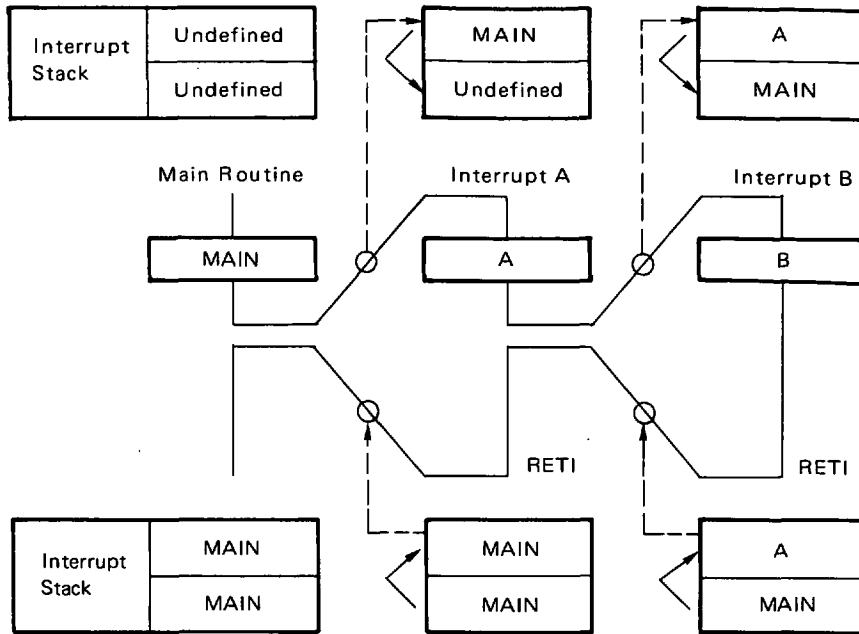 Interrupt
Stack
Undefined
Undefined
MAIN
Undefined
A
MAIN
Main Routine
Interrupt A
Interrupt B
MAIN
A
B
RETI
RETI
Interrupt
Stack
MAIN
MAIN
MAIN
MAIN
A
MAIN